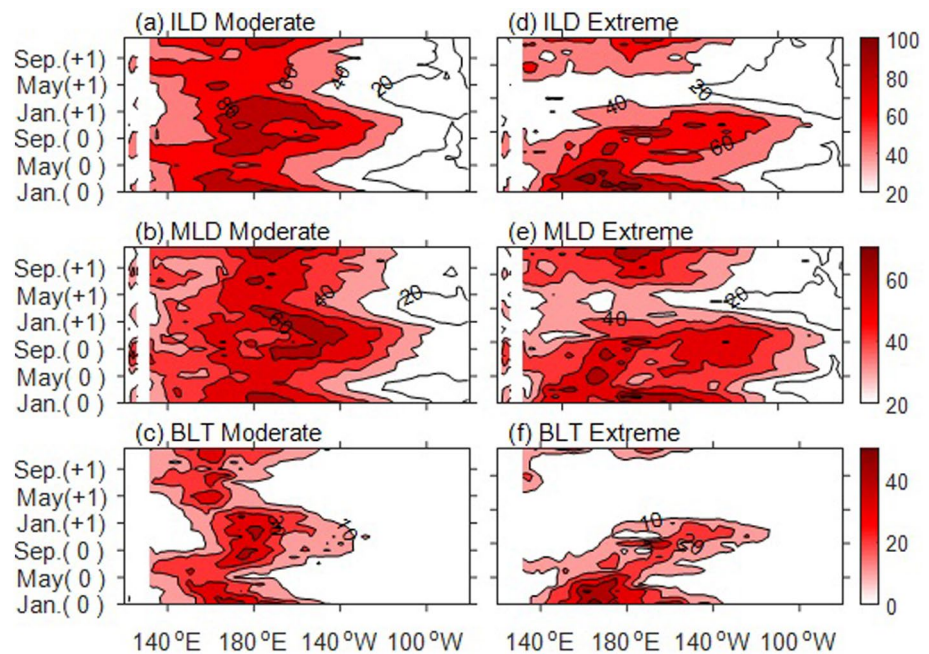 (a) ILD Moderate
(d) ILD Extreme
Sep.(+1)
May(+1)
Jan.(+1)
Sep.( 0 )
May( 0 )
Jan.( 0 )
60
40
20
80
40
20
60
100
80
60
40
20
(b) MLD Moderate
(e) MLD Extreme
Sep.(+1)
May(+1)
Jan.(+1)
Sep.( 0 )
May( 0 )
Jan.( 0 )
40
20
60
20
40
60
40
20
(c) BLT Moderate
(f) BLT Extreme
Sep.(+1)
May(+1)
Jan.(+1)
Sep.( 0 )
May( 0 )
Jan.( 0 )
10
10
20
40
20
0
140°E 180°W 140°W 100°W
140°E 180°W 140°W 100°W